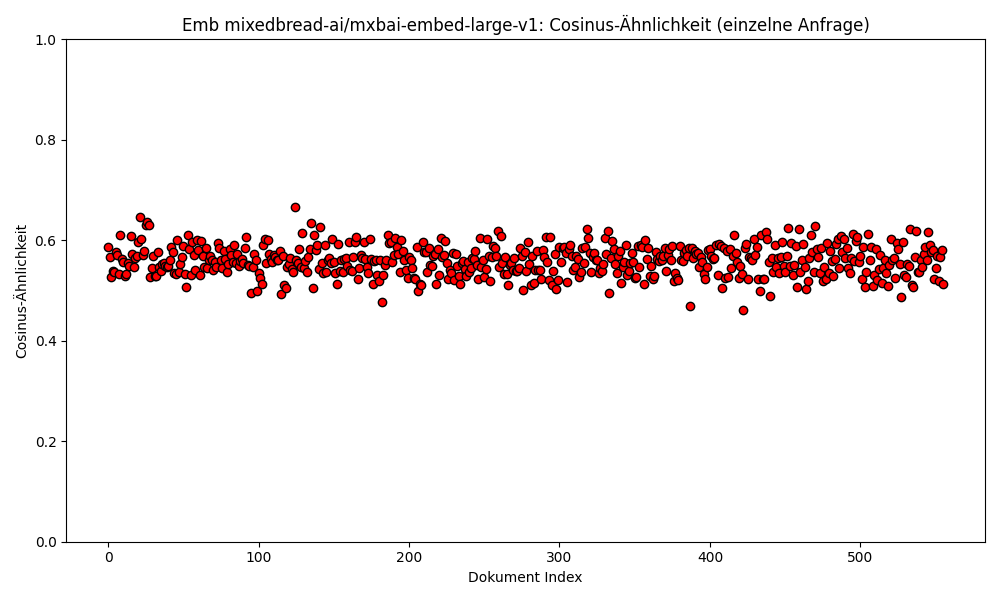 Emb mixedbread-ai/mxbai-embed-large-v1: Cosinus-Ähnlichkeit (einzelne Anfrage)
1.0
0.8
0.6
0.4
0.2
0.0
Cosinus-Ähnlichkeit
0 100 200 300 400 500
Dokument Index